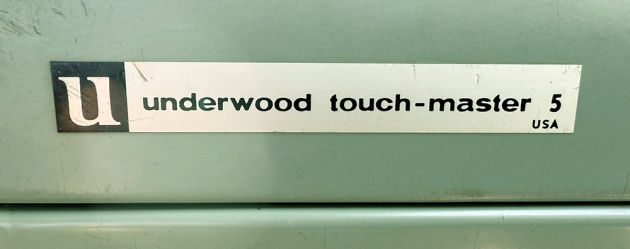 u underwood touch-master 5
USA